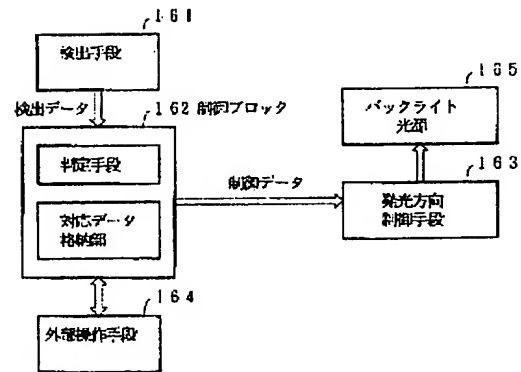 161
検出手段
検出データ
162 制御ブロック
判定手段
対応データ
格納部
制御データ
165
バックライト
光部
163
発光方向
制御手段
164
外部操作手段